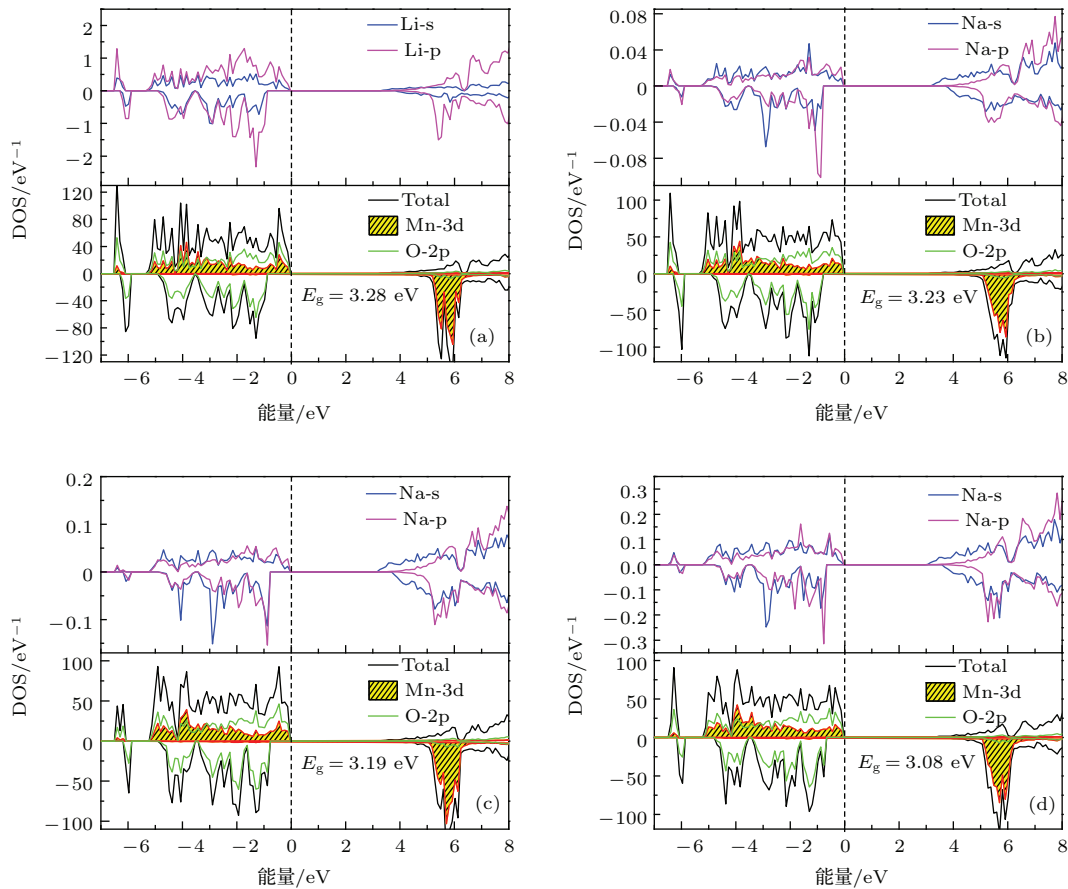 2
1
0
−1
−2
Li-s
Li-p
DOS/eV⁻¹
120
80
40
0
−40
−80
−120
Total
Mn-3d
O-2p
E_g = 3.28 eV
(a)
−6 −4 −2 0 2 4 6 8
能量/eV
0.08
0.04
0
−0.04
−0.08
Na-s
Na-p
DOS/eV⁻¹
100
50
0
−50
−100
Total
Mn-3d
O-2p
E_g = 3.23 eV
(b)
−6 −4 −2 0 2 4 6 8
能量/eV
0.2
0.1
0
−0.1
Na-s
Na-p
DOS/eV⁻¹
100
50
0
−50
−100
Total
Mn-3d
O-2p
E_g = 3.19 eV
(c)
−6 −4 −2 0 2 4 6 8
能量/eV
0.3
0.2
0.1
0.0
−0.1
−0.2
−0.3
Na-s
Na-p
DOS/eV⁻¹
100
50
0
−50
−100
Total
Mn-3d
O-2p
E_g = 3.08 eV
(d)
−6 −4 −2 0 2 4 6 8
能量/eV